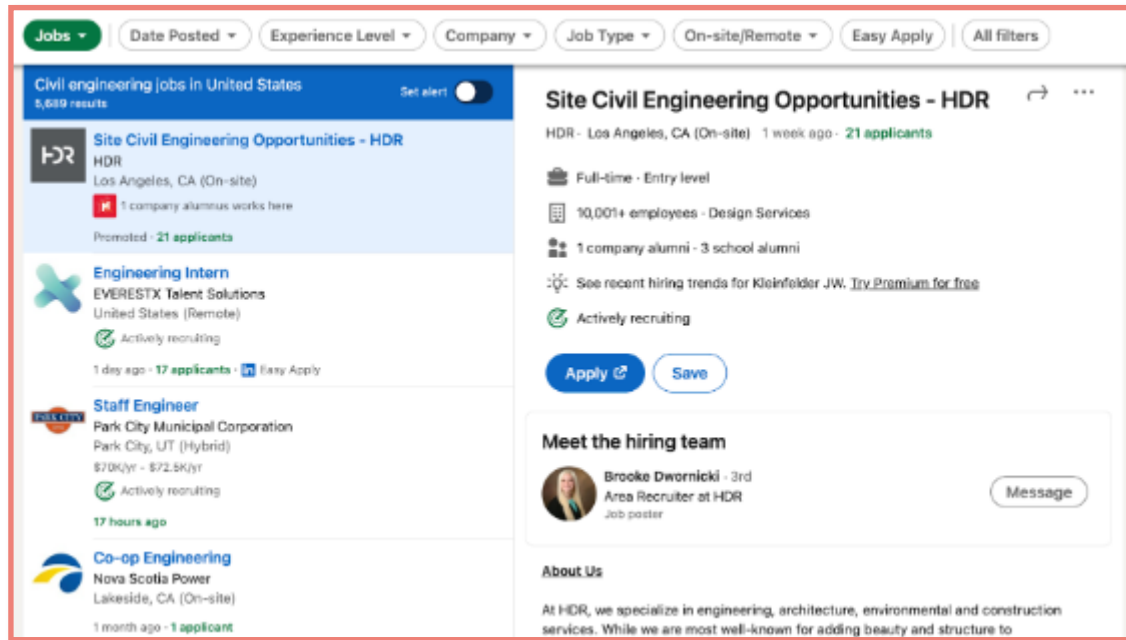 Jobs
Date Posted
Experience Level
Company
Job Type
On-site/Remote
Easy Apply
All filters
Civil engineering jobs in United States
5,689 results
Set alert
HDR
Site Civil Engineering Opportunities - HDR
HDR
Los Angeles, CA (On-site)
1 company alumnus works here
Promoted · 21 applicants
Engineering Intern
EVERESTX Talent Solutions
United States (Remote)
Actively recruiting
1 day ago · 17 applicants · in Easy Apply
PARK CITY
Staff Engineer
Park City Municipal Corporation
Park City, UT (Hybrid)
$70K/yr - $72.5K/yr
Actively recruiting
17 hours ago
Co-op Engineering
Nova Scotia Power
Lakeside, CA (On-site)
1 month ago · 1 applicant
Site Civil Engineering Opportunities - HDR
HDR · Los Angeles, CA (On-site) 1 week ago · 21 applicants
Full-time · Entry level
10,001+ employees · Design Services
1 company alumni · 3 school alumni
See recent hiring trends for Kleinfelder JW. Try Premium for free
Actively recruiting
Apply
Save
Meet the hiring team
Brooke Dwornicki · 3rd
Area Recruiter at HDR
Job poster
Message
About Us
At HDR, we specialize in engineering, architecture, environmental and construction
services. While we are most well-known for adding beauty and structure to